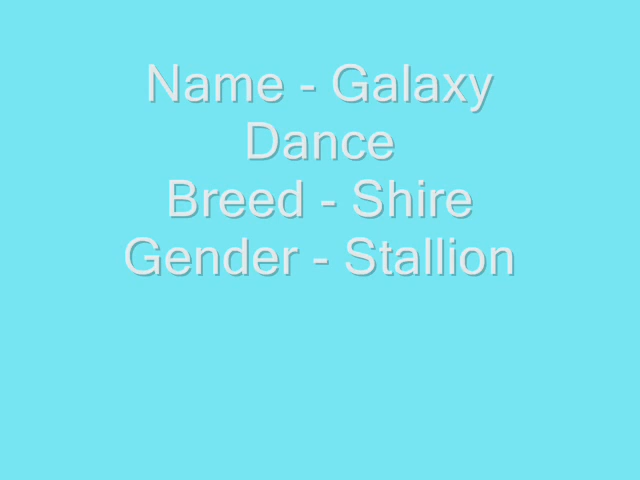 Name - Galaxy
Dance
Breed - Shire
Gender - Stallion